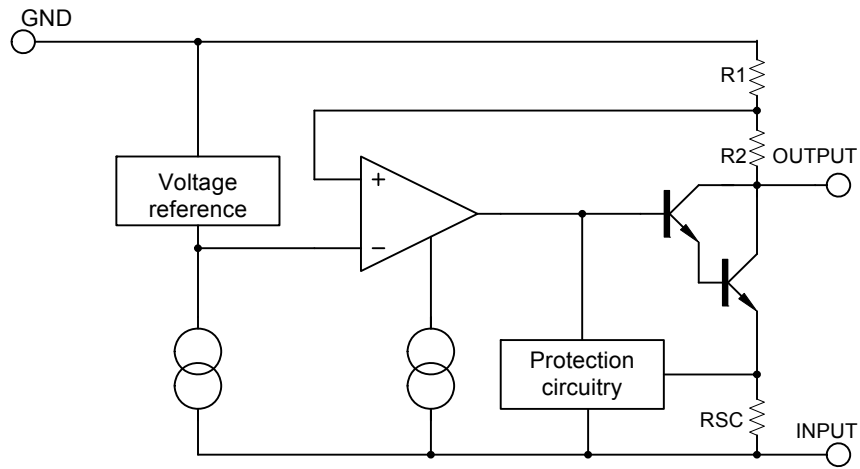 GND
R1
R2
OUTPUT
Voltage
reference
+
−
Protection
circuitry
RSC
INPUT